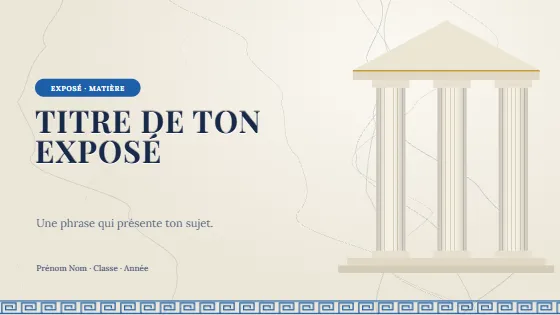 EXPOSÉ · MATIÈRE
TITRE DE TON
EXPOSÉ
Une phrase qui présente ton sujet.
Prénom Nom · Classe · Année